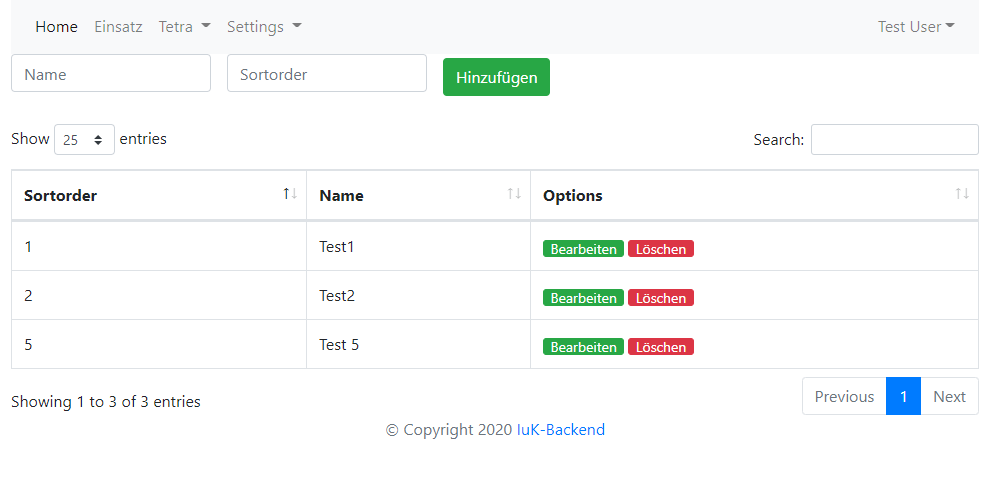 Home Einsatz Tetra Settings Test User
Name Sortorder Hinzufügen
Show 25 entries Search:
Sortorder Name Options
1 Test1 Bearbeiten Löschen
2 Test2 Bearbeiten Löschen
5 Test 5 Bearbeiten Löschen
Showing 1 to 3 of 3 entries Previous 1 Next
© Copyright 2020 IuK-Backend